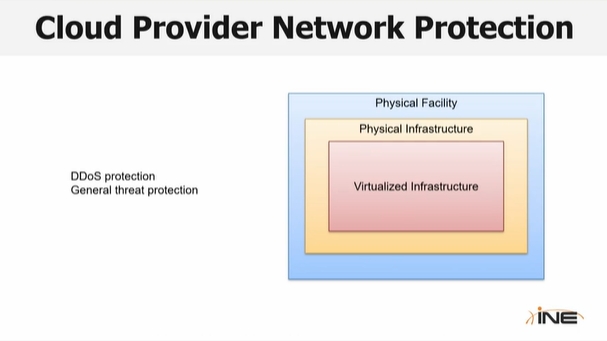 Cloud Provider Network Protection
Physical Facility
Physical Infrastructure
DDoS protection
General threat protection
Virtualized Infrastructure
INE